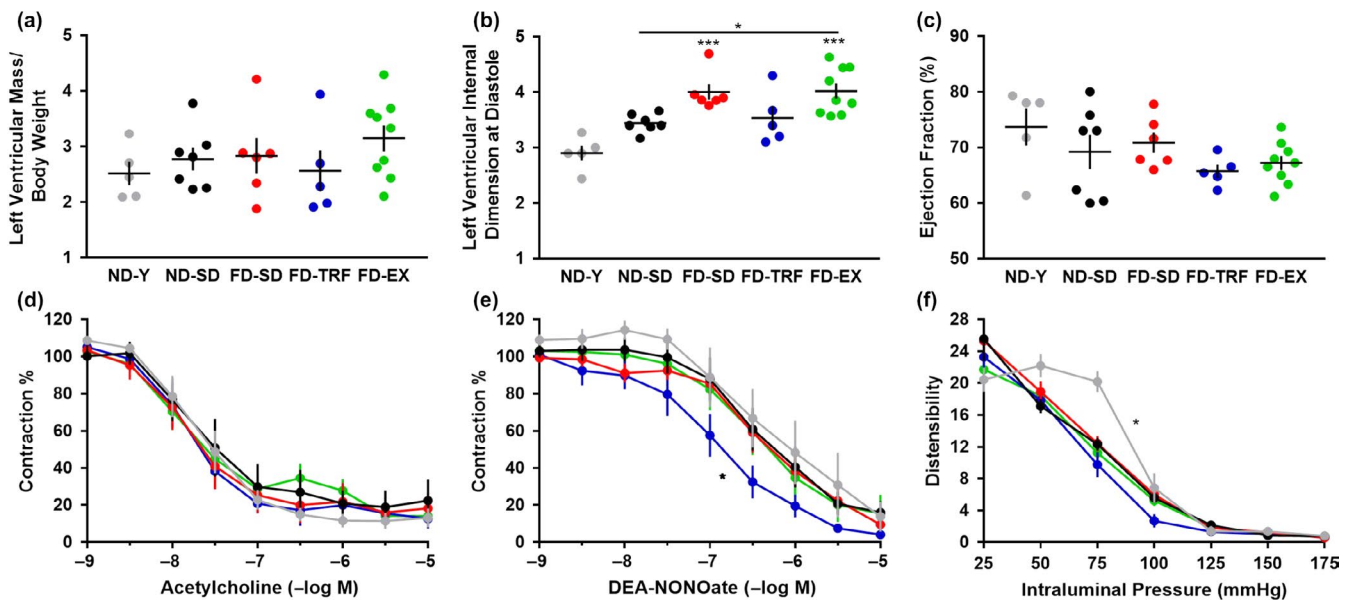 (a)
Left Ventricular Mass/
Body Weight
5
4
3
2
1
ND-Y ND-SD FD-SD FD-TRF FD-EX
(b)
Left Ventricular Internal
Dimension at Diastole
5
4
3
2
1
*
***
***
ND-Y ND-SD FD-SD FD-TRF FD-EX
(c)
Ejection Fraction (%)
90
80
70
60
50
ND-Y ND-SD FD-SD FD-TRF FD-EX
(d)
Contraction %
120
100
80
60
40
20
0
–9 –8 –7 –6 –5
Acetylcholine (–log M)
(e)
Contraction %
120
100
80
60
40
20
0
*
–9 –8 –7 –6 –5
DEA-NONOate (–log M)
(f)
Distensibility
28
24
20
16
12
8
4
0
*
25 50 75 100 125 150 175
Intraluminal Pressure (mmHg)